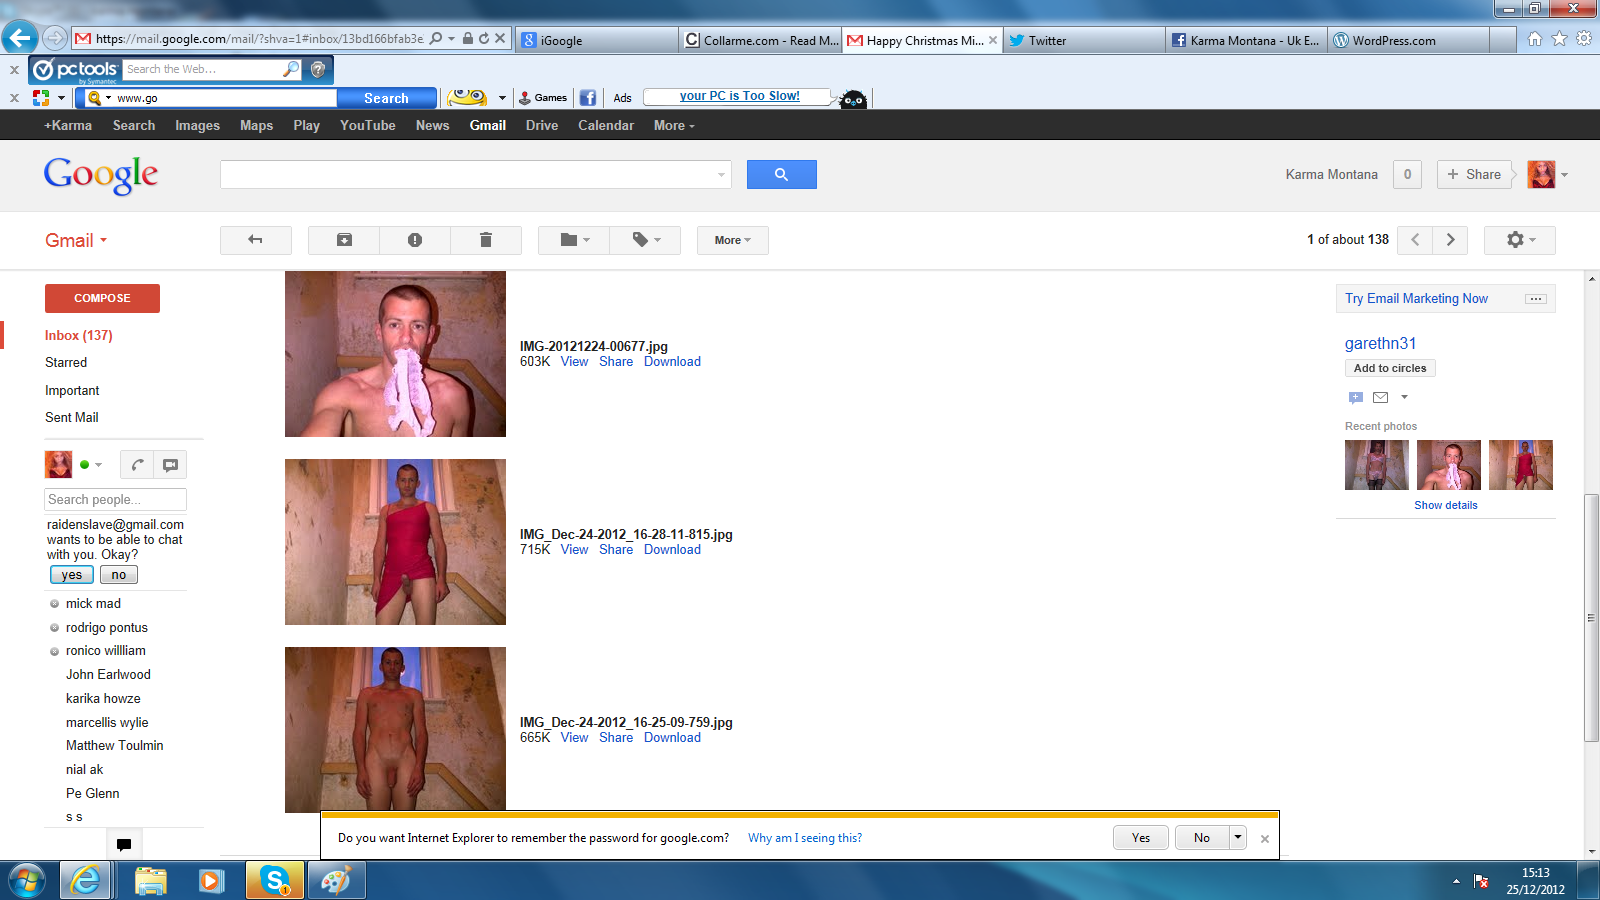 https://mail.google.com/mail/?shva=1#inbox/13bd166bfab3e
iGoogle
Collarme.com - Read M...
Happy Christmas Mi...
Twitter
Karma Montana - Uk E...
WordPress.com
pctools
by Symantec
Search the Web...
www.go
Search
Games
Ads
your PC is Too Slow!
+Karma Search Images Maps Play YouTube News Gmail Drive Calendar More
Google
Karma Montana
0
+ Share
Gmail
More
1 of about 138
COMPOSE
Inbox (137)
Starred
Important
Sent Mail
Search people...
raidenslave@gmail.com
wants to be able to chat
with you. Okay?
yes no
mick mad
rodrigo pontus
ronico willliam
John Earlwood
karika howze
marcellis wylie
Matthew Toulmin
nial ak
Pe Glenn
s s
IMG-20121224-00677.jpg
603K View Share Download
IMG_Dec-24-2012_16-28-11-815.jpg
715K View Share Download
IMG_Dec-24-2012_16-25-09-759.jpg
665K View Share Download
Try Email Marketing Now
garethn31
Add to circles
Recent photos
Show details
Do you want Internet Explorer to remember the password for google.com? Why am I seeing this?
Yes No
15:13
25/12/2012